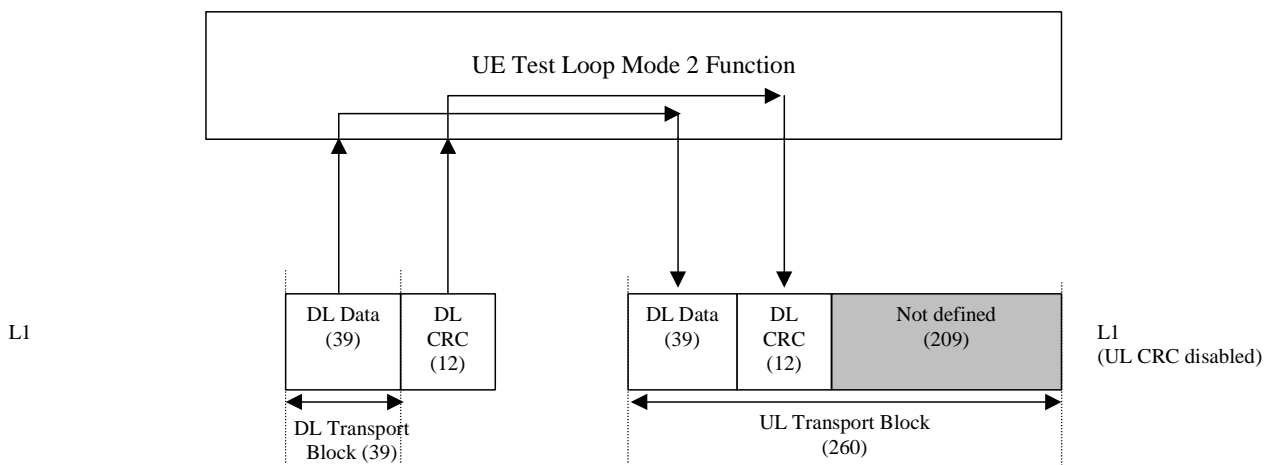 UE Test Loop Mode 2 Function
L1
DL Data
(39)
DL
CRC
(12)
DL Transport
Block (39)
DL Data
(39)
DL
CRC
(12)
Not defined
(209)
UL Transport Block
(260)
L1
(UL CRC disabled)